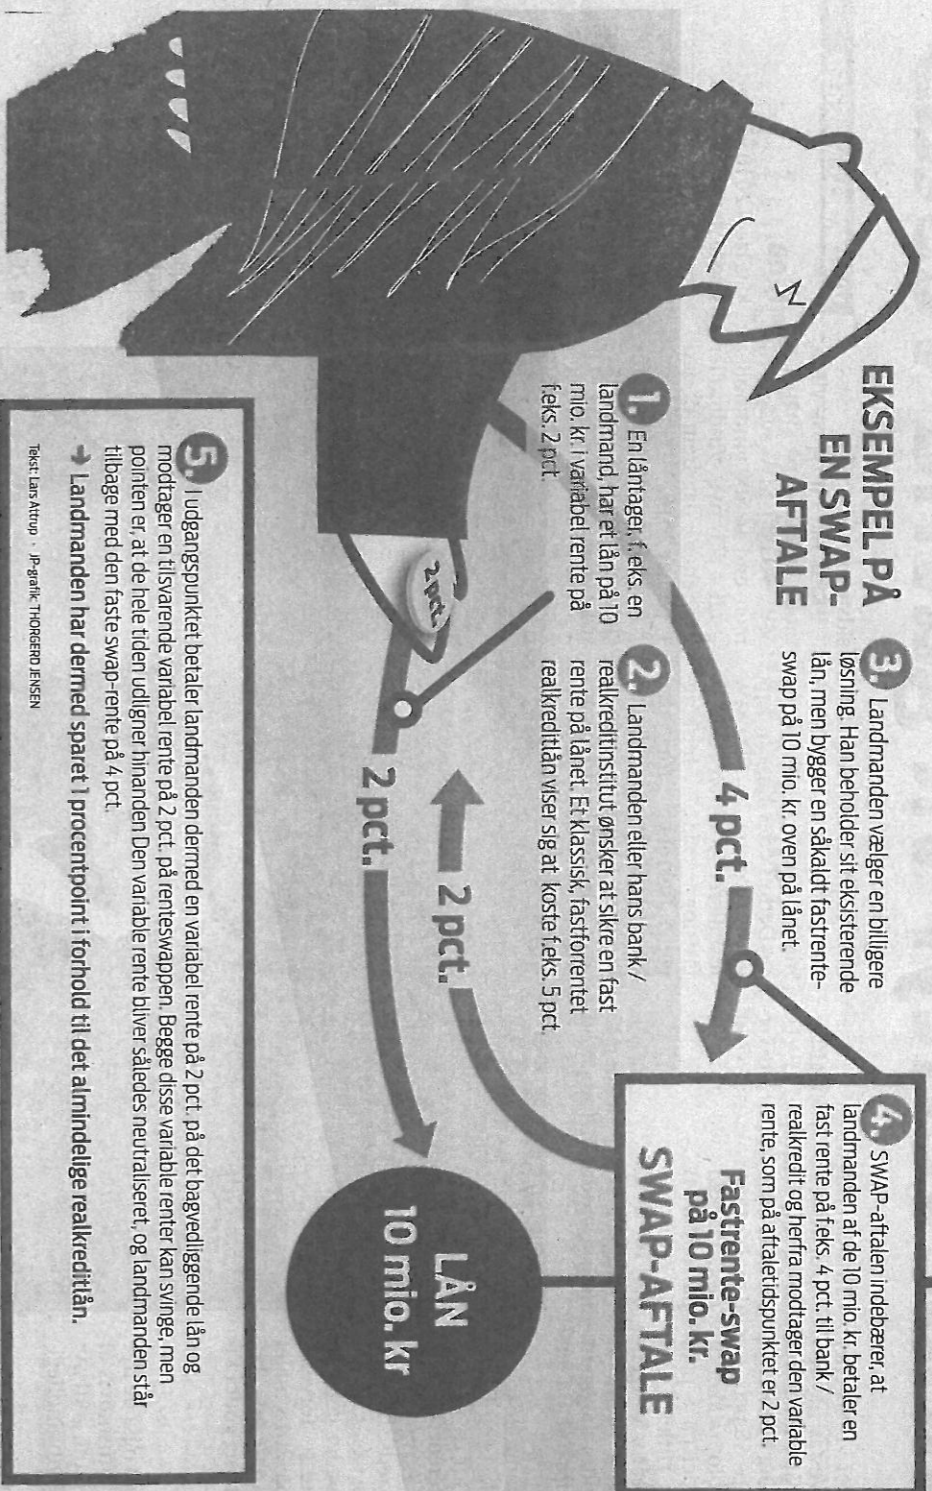 EKSEMPEL PÅ
EN SWAP-
AFTALE
1. En låntager, f. eks. en
landmand, har et lån på 10
mio. kr. i variabel rente på
f.eks. 2 pct.
2. Landmanden eller hans bank/
realkreditinstitut ønsker at sikre en fast
rente på lånet. Et klassisk, fastforrentet
realkreditlån viser sig at koste f.eks. 5 pct.
3. Landmanden vælger en billigere
løsning. Han beholder sit eksisterende
lån, men bygger en såkaldt fastrente-
swap på 10 mio. kr. oven på lånet.
4. SWAP-aftalen indebærer, at
landmanden af de 10 mio. kr. betaler en
fast rente på f.eks. 4 pct. til bank/
realkredit og herfra modtager den variable
rente, som på aftaletidspunktet er 2 pct.
Fastrente-swap
på 10 mio. kr.
SWAP-AFTALE
4 pct.
2 pct.
2 pct.
2 pct.
LÅN
10 mio. kr
5. I udgangspunktet betaler landmanden dermed en variabel rente på 2 pct. på det bagvedliggende lån og
modtager en tilsvarende variabel rente på 2 pct. på renteswappen. Begge disse variable renter kan svinge, men
pointen er, at de hele tiden udligner hinanden Den variable rente bliver således neutraliseret, og landmanden står
tilbage med den faste swap-rente på 4 pct.
→ Landmanden har dermed sparet 1 procentpoint i forhold til det almindelige realkreditlån.
Tekst: Lars Attrup · JP-grafik: THORGERD JENSEN